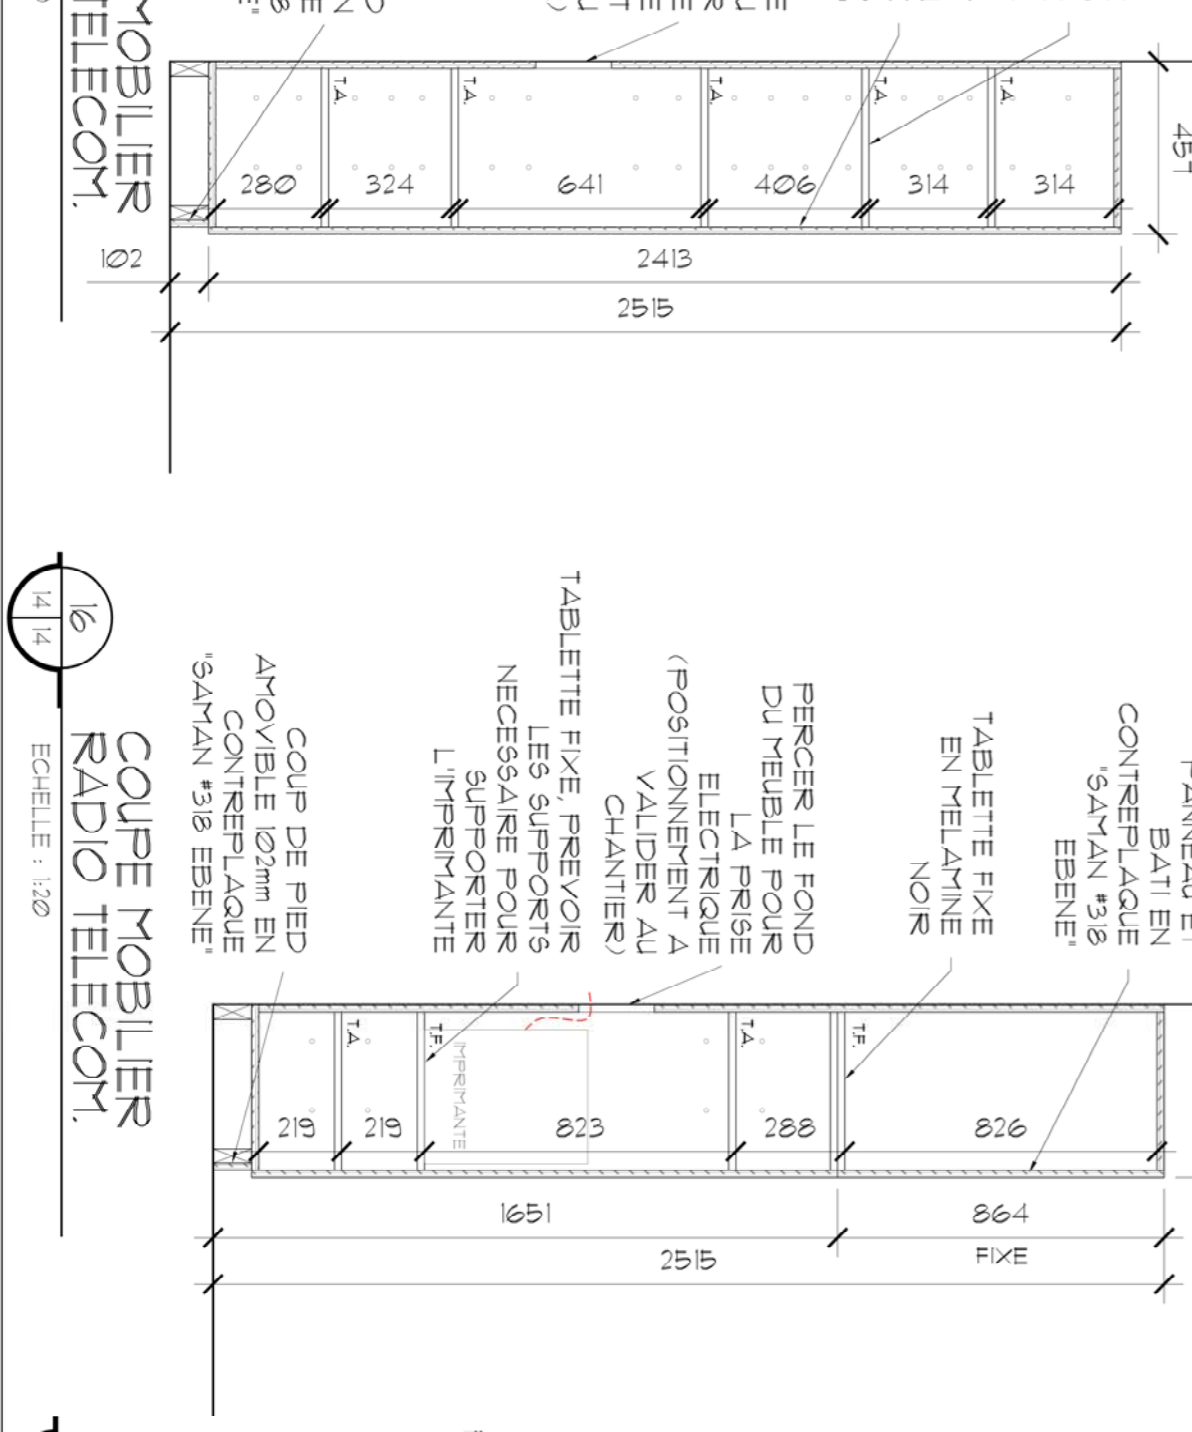 MOBILIER
TELECOM.
T.A.
T.A.
T.A.
T.A.
T.A.
280
324
641
406
314
314
457
102
2413
2515
16
14
14
COUPE MOBILIER
RADIO TELECOM.
ECHELLE : 1:20
COUP DE PIED
AMOVIBLE 102mm EN
CONTREPLAQUE
"SAMAN #318 EBENE"
TABLETTE FIXE, PREVOIR
LES SUPPORTS
NECESSAIRE POUR
SUPPORTER
L'IMPRIMANTE
PERCER LE FOND
DU MEUBLE POUR
LA PRISE
ELECTRIQUE
(POSITIONNEMENT A
VALIDER AU
CHANTIER)
TABLETTE FIXE
EN MELAMINE
NOIR
BATI EN
CONTREPLAQUE
"SAMAN #318
EBENE"
T.A.
T.F.
IMPRIMANTE
T.A.
T.F.
219
219
823
288
826
1651
864
FIXE
2515